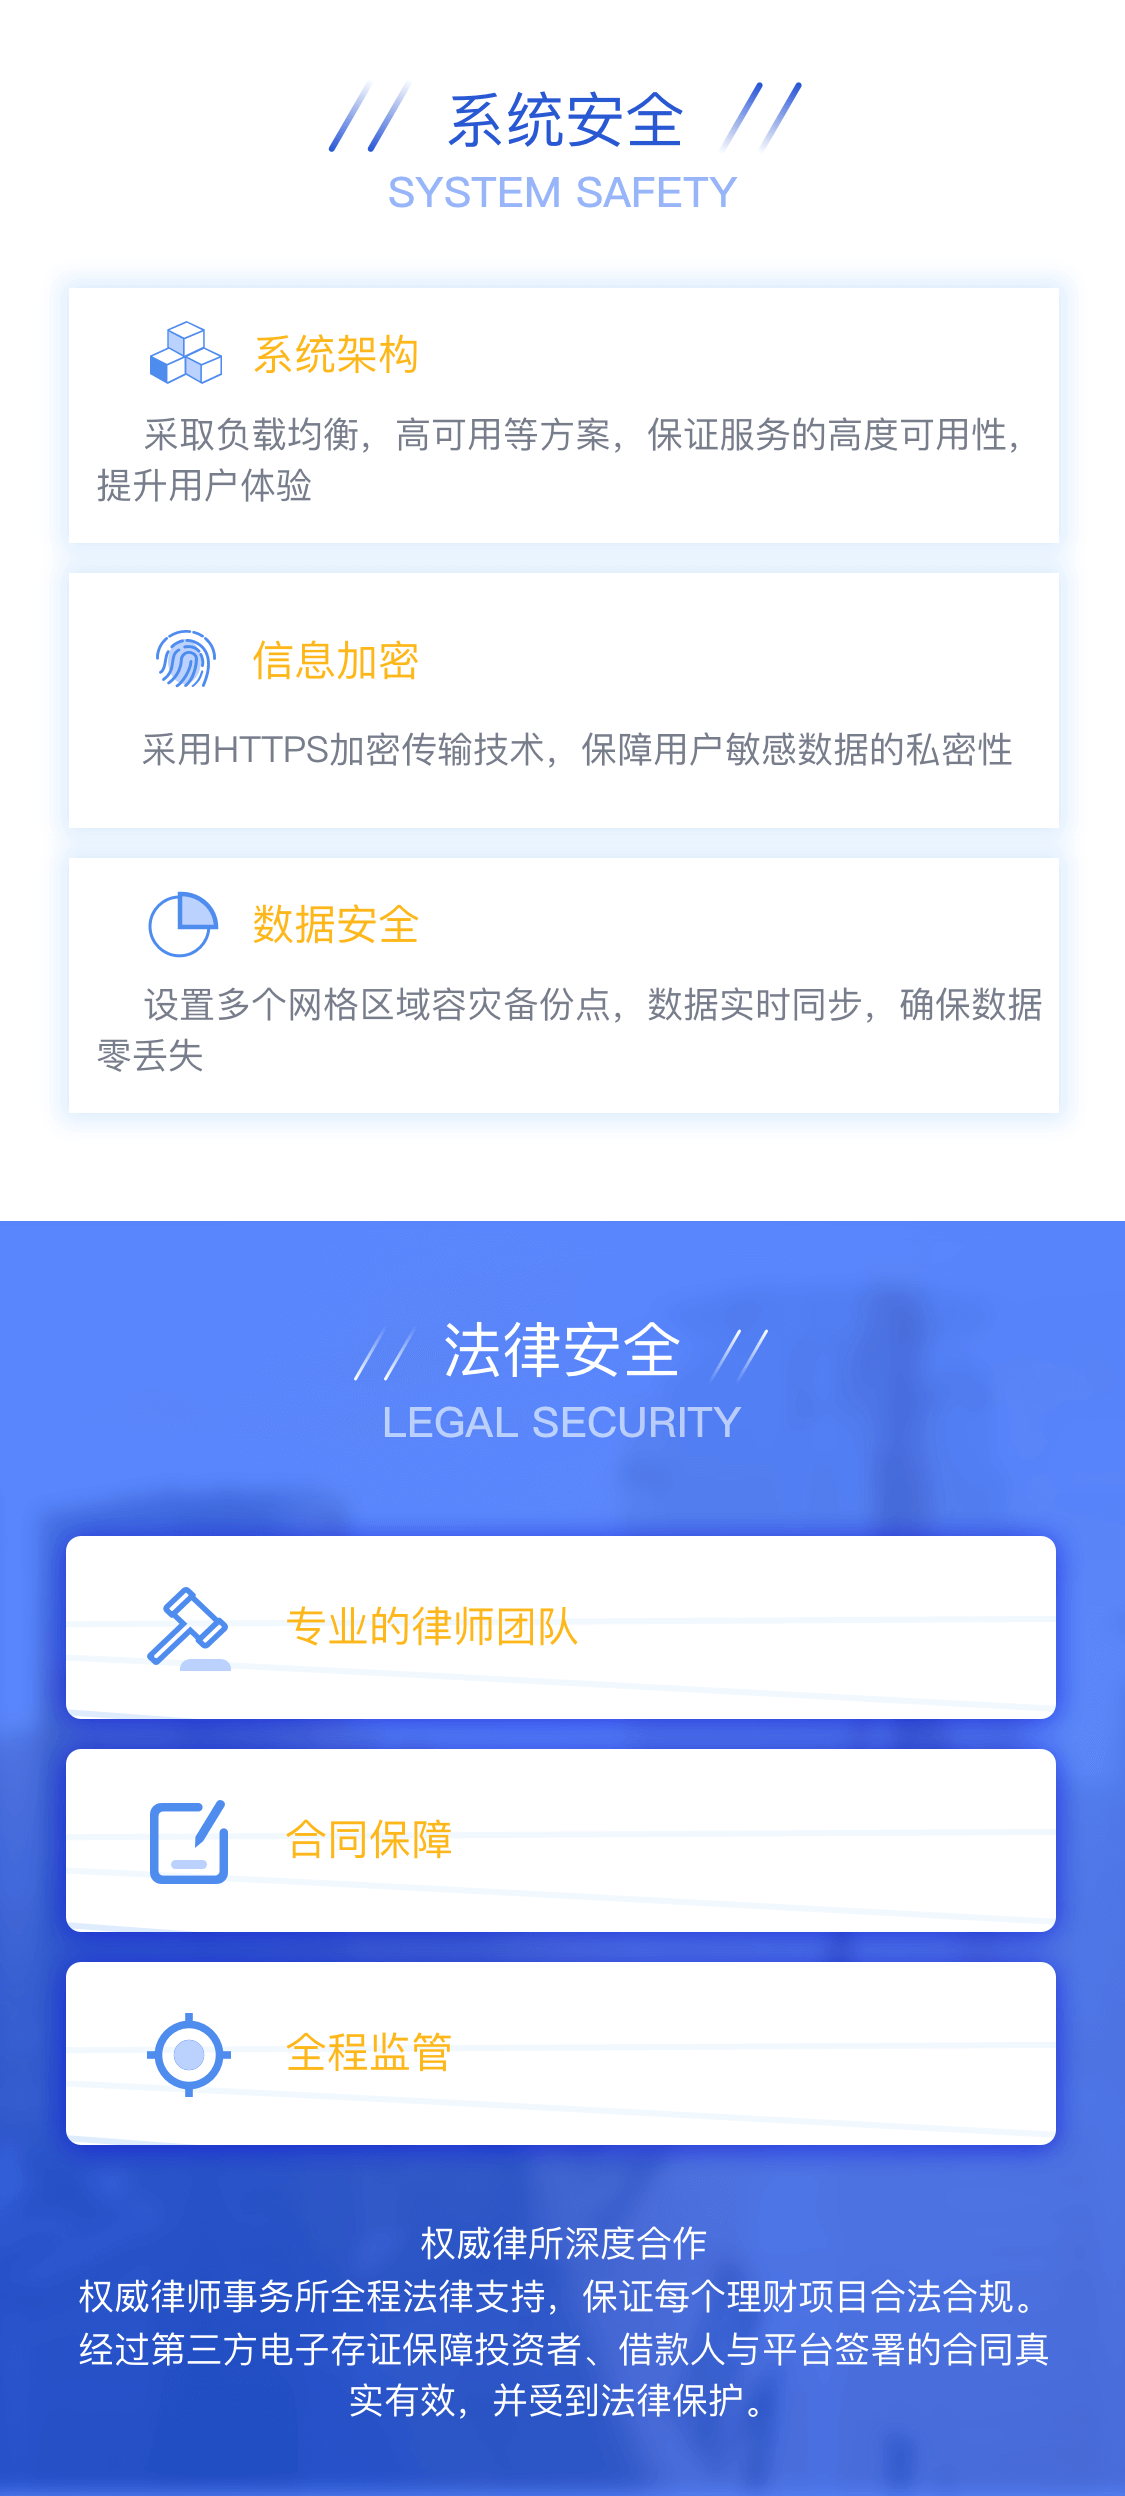 系统安全
SYSTEM SAFETY
系统架构
采取负载均衡，高可用等方案，保证服务的高度可用性，
提升用户体验
信息加密
采用HTTPS加密传输技术，保障用户敏感数据的私密性
数据安全
设置多个网格区域容灾备份点，数据实时同步，确保数据
零丢失
法律安全
LEGAL SECURITY
专业的律师团队
合同保障
全程监管
权威律所深度合作
权威律师事务所全程法律支持，保证每个理财项目合法合规。
经过第三方电子存证保障投资者、借款人与平台签署的合同真
实有效，并受到法律保护。